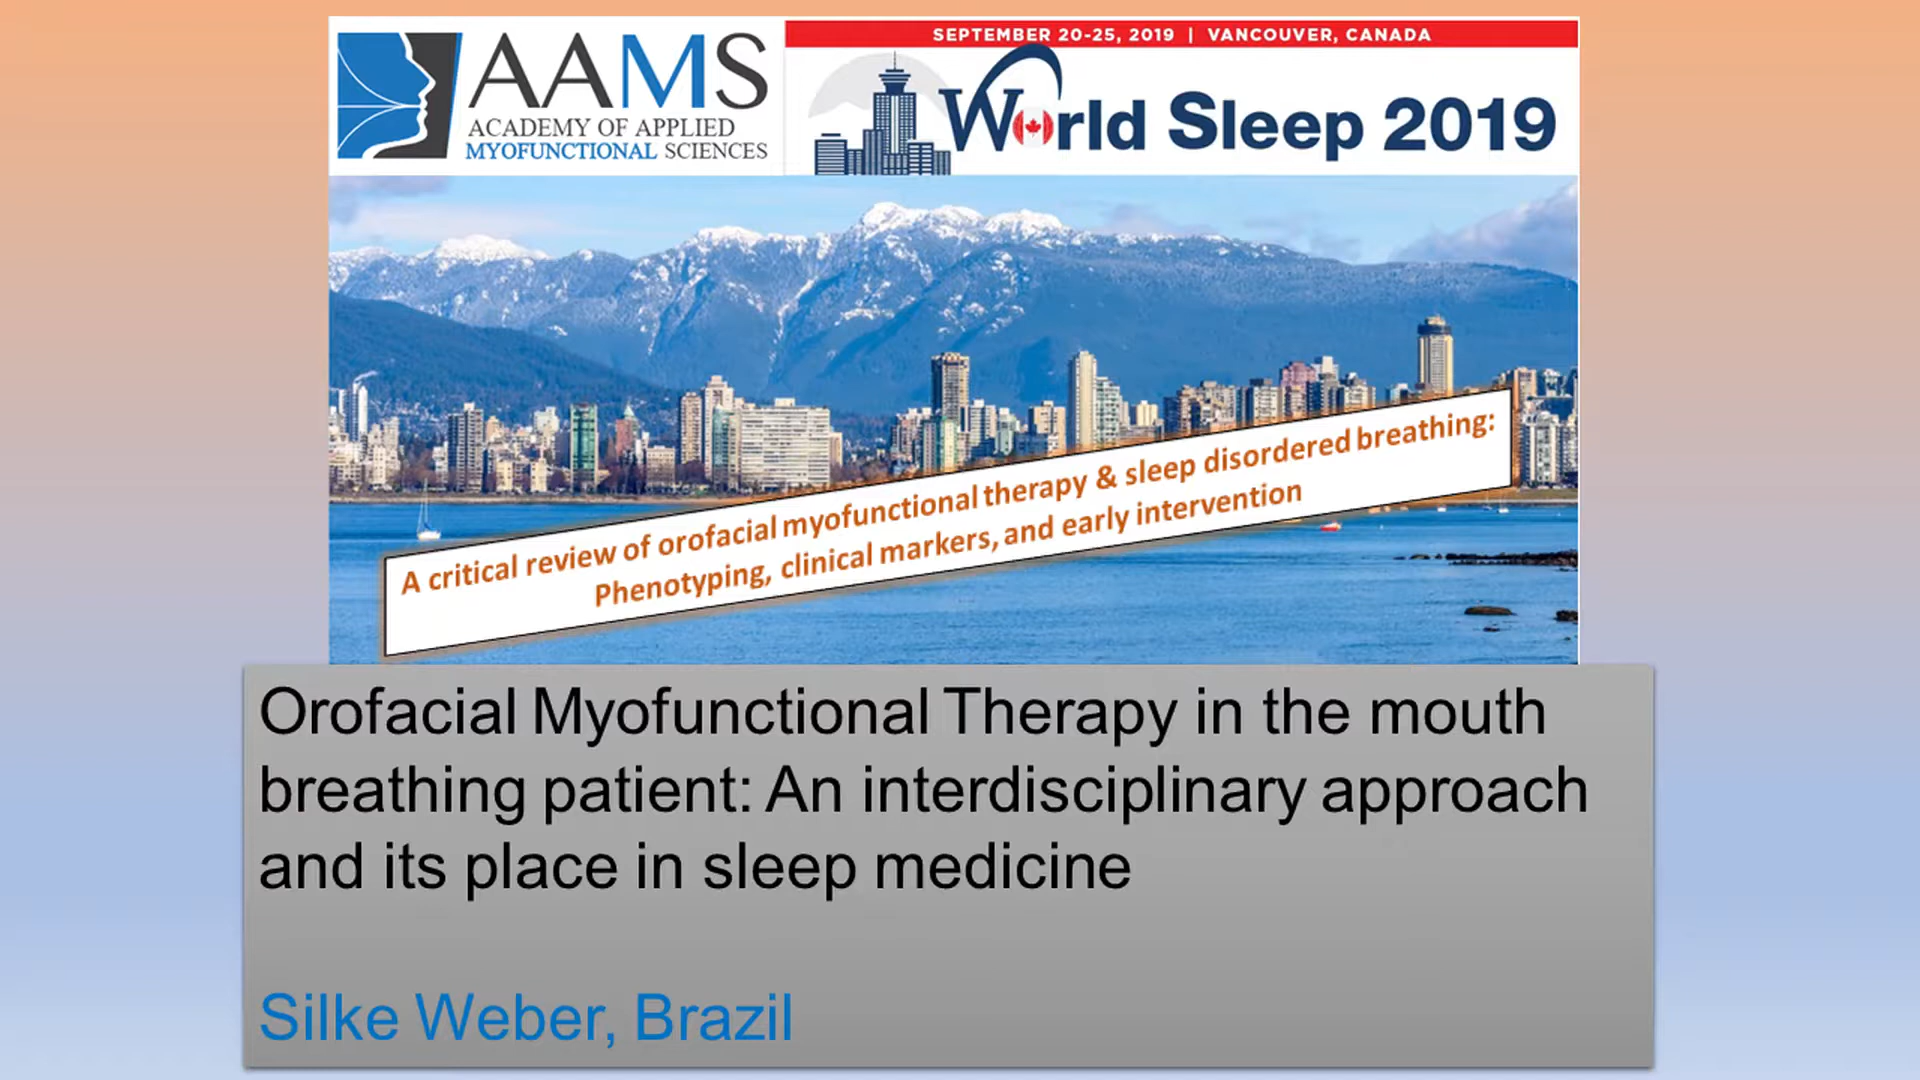 AAMS
ACADEMY OF APPLIED
MYOFUNCTIONAL SCIENCES
SEPTEMBER 20-25, 2019 | VANCOUVER, CANADA
World Sleep 2019
A critical review of orofacial myofunctional therapy & sleep disordered breathing:
Phenotyping, clinical markers, and early intervention
Orofacial Myofunctional Therapy in the mouth
breathing patient: An interdisciplinary approach
and its place in sleep medicine
Silke Weber, Brazil